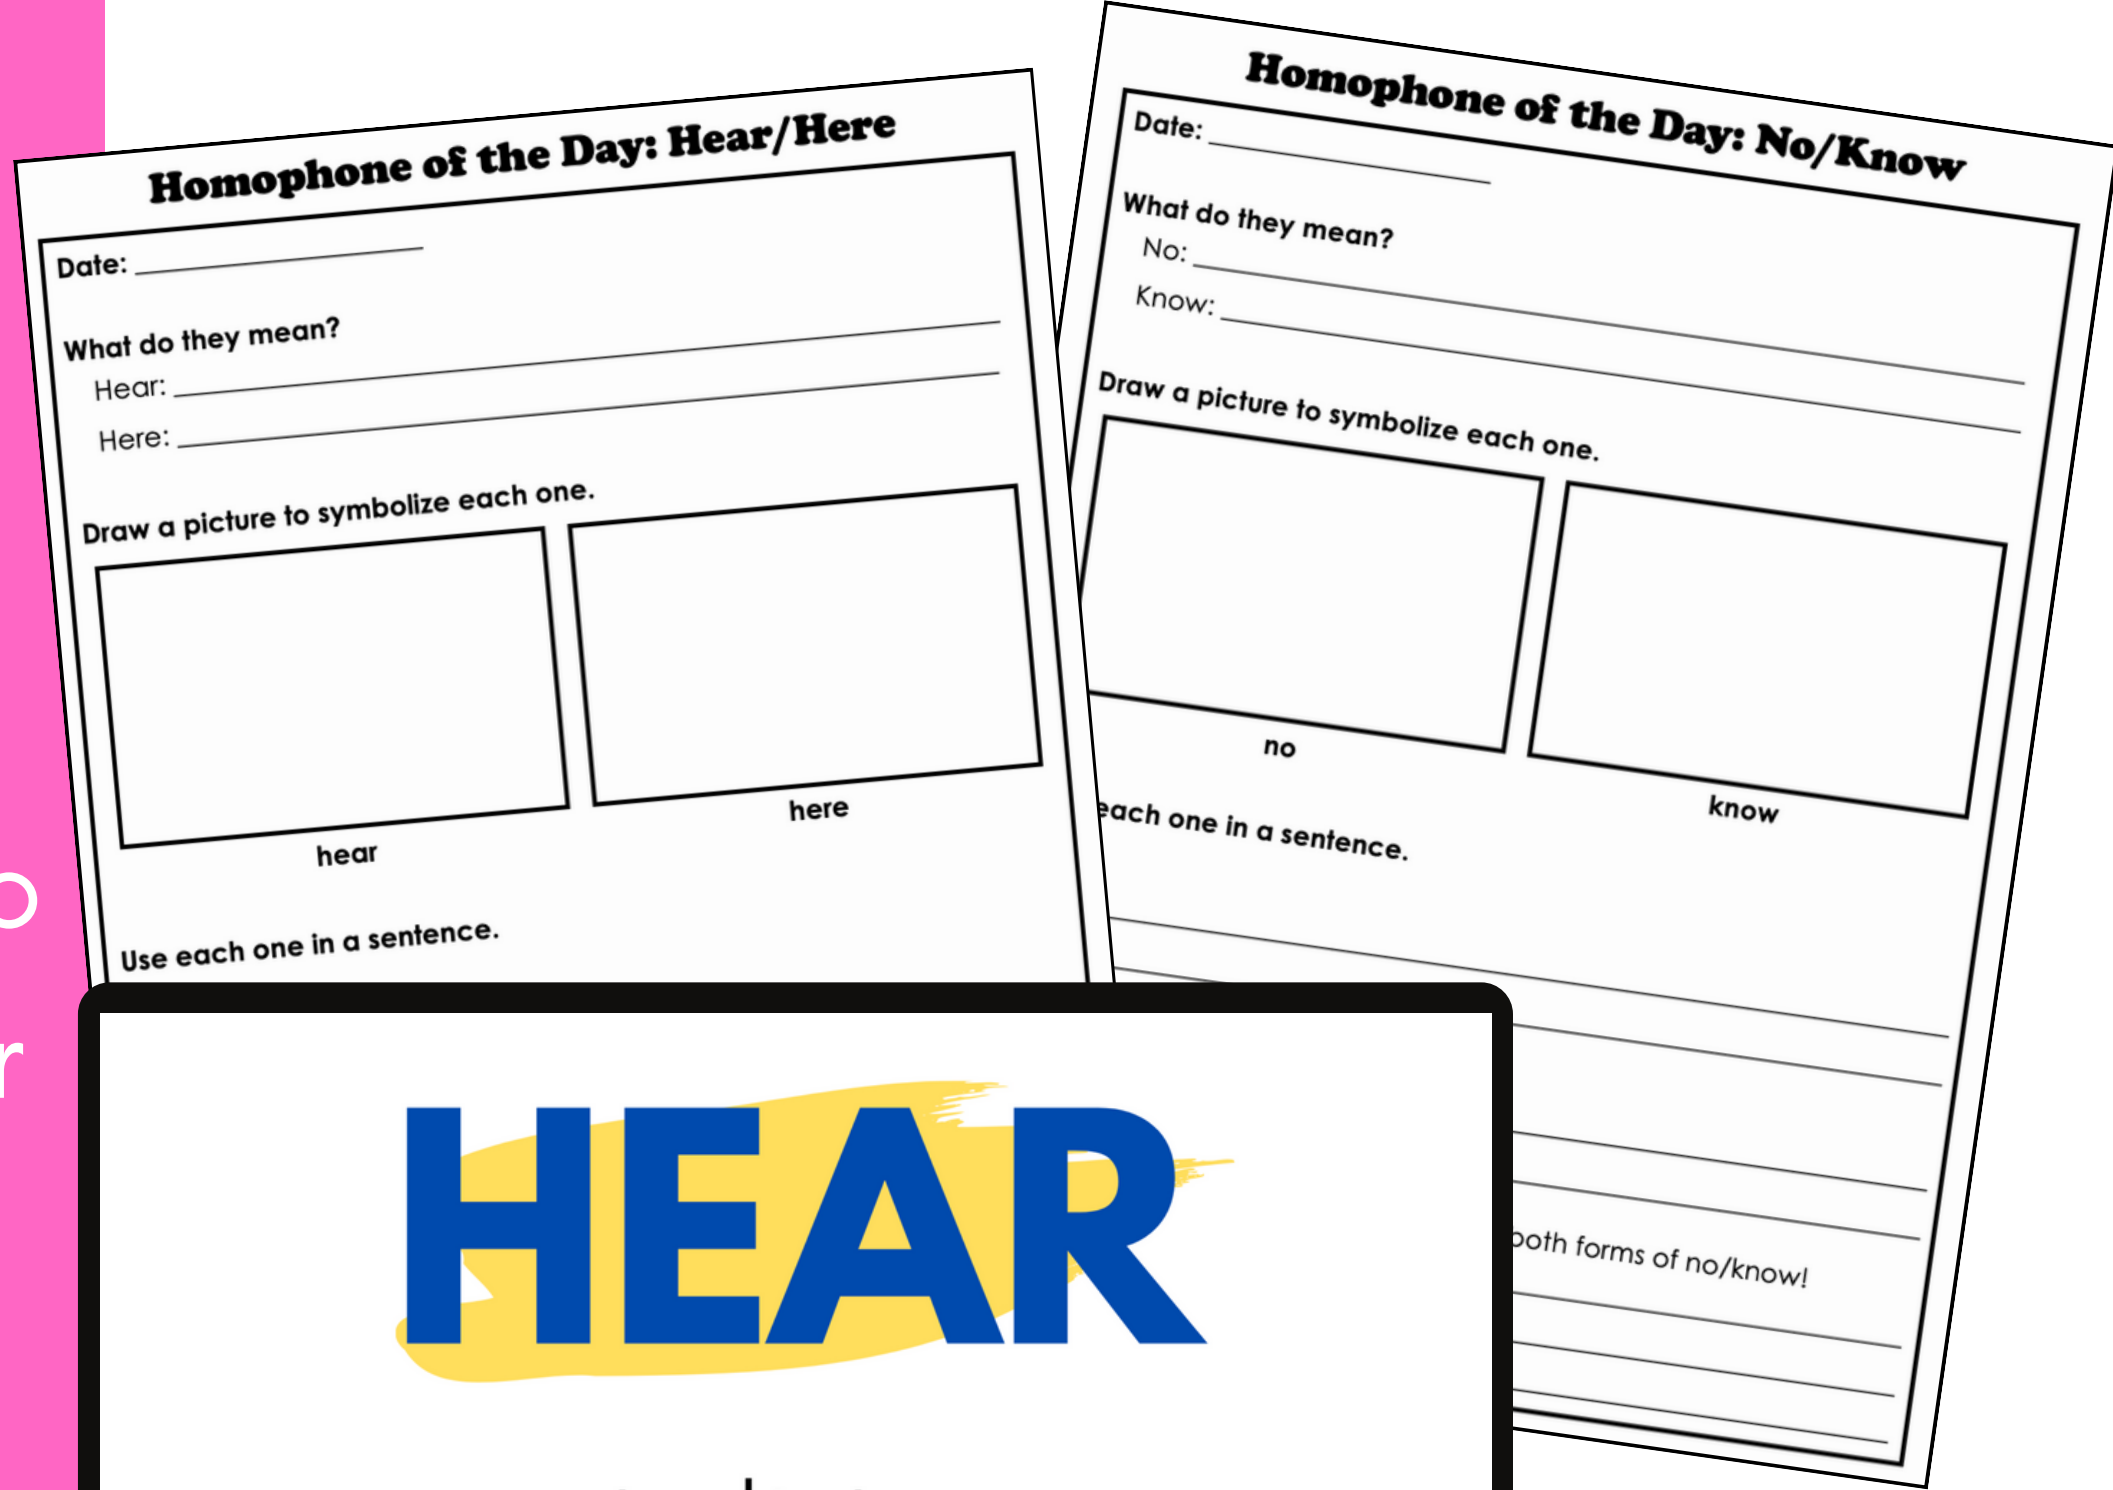 Homophone of the Day: Hear/Here
Date:
What do they mean?
Hear:
Here:
Draw a picture to symbolize each one.
hear
here
Use each one in a sentence.
Homophone of the Day: No/Know
Date:
What do they mean?
No:
Know:
Draw a picture to symbolize each one.
no
know
each one in a sentence.
both forms of no/know!
HEAR